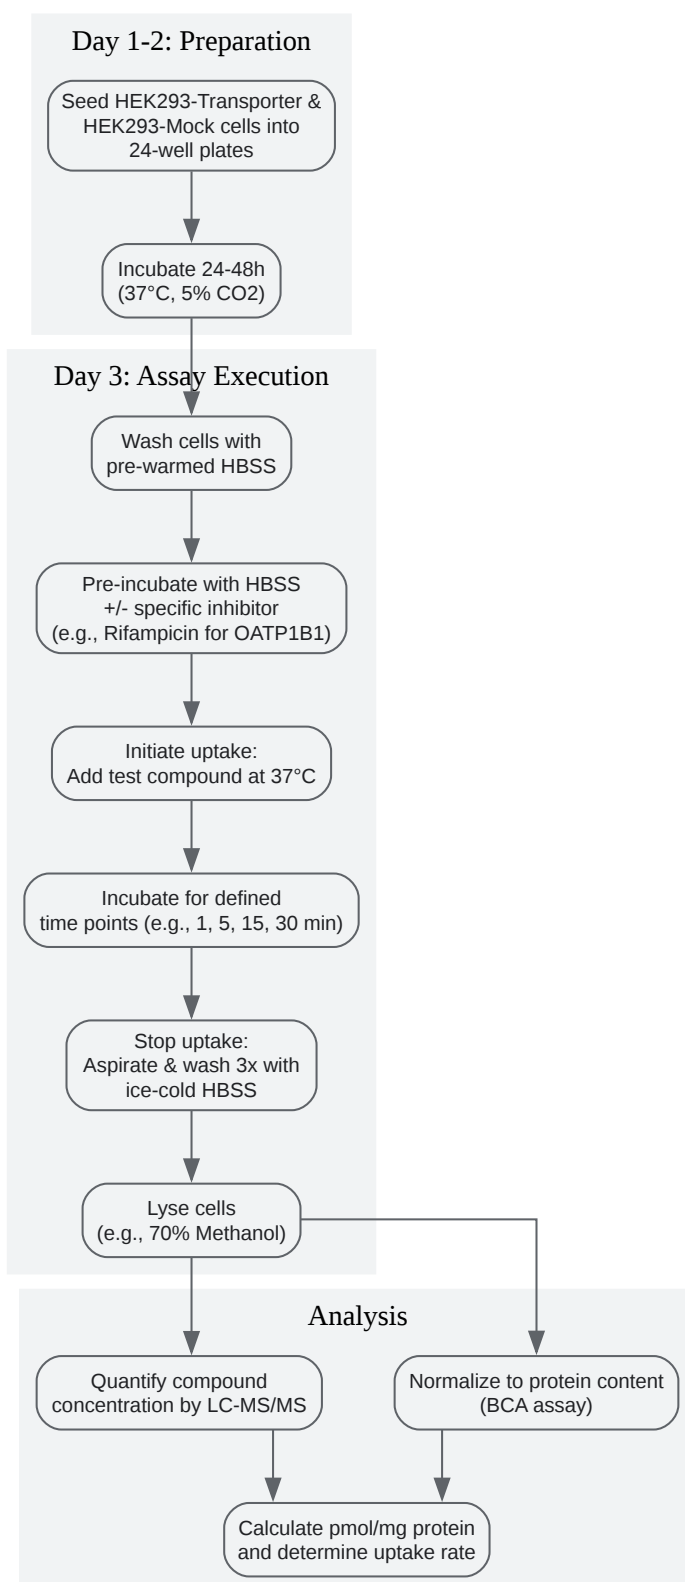 Day 1-2: Preparation
Seed HEK293-Transporter &
HEK293-Mock cells into
24-well plates
Incubate 24-48h
(37°C, 5% CO2)
Day 3: Assay Execution
Wash cells with
pre-warmed HBSS
Pre-incubate with HBSS
+/- specific inhibitor
(e.g., Rifampicin for OATP1B1)
Initiate uptake:
Add test compound at 37°C
Incubate for defined
time points (e.g., 1, 5, 15, 30 min)
Stop uptake:
Aspirate & wash 3x with
ice-cold HBSS
Lyse cells
(e.g., 70% Methanol)
Analysis
Quantify compound
concentration by LC-MS/MS
Normalize to protein content
(BCA assay)
Calculate pmol/mg protein
and determine uptake rate